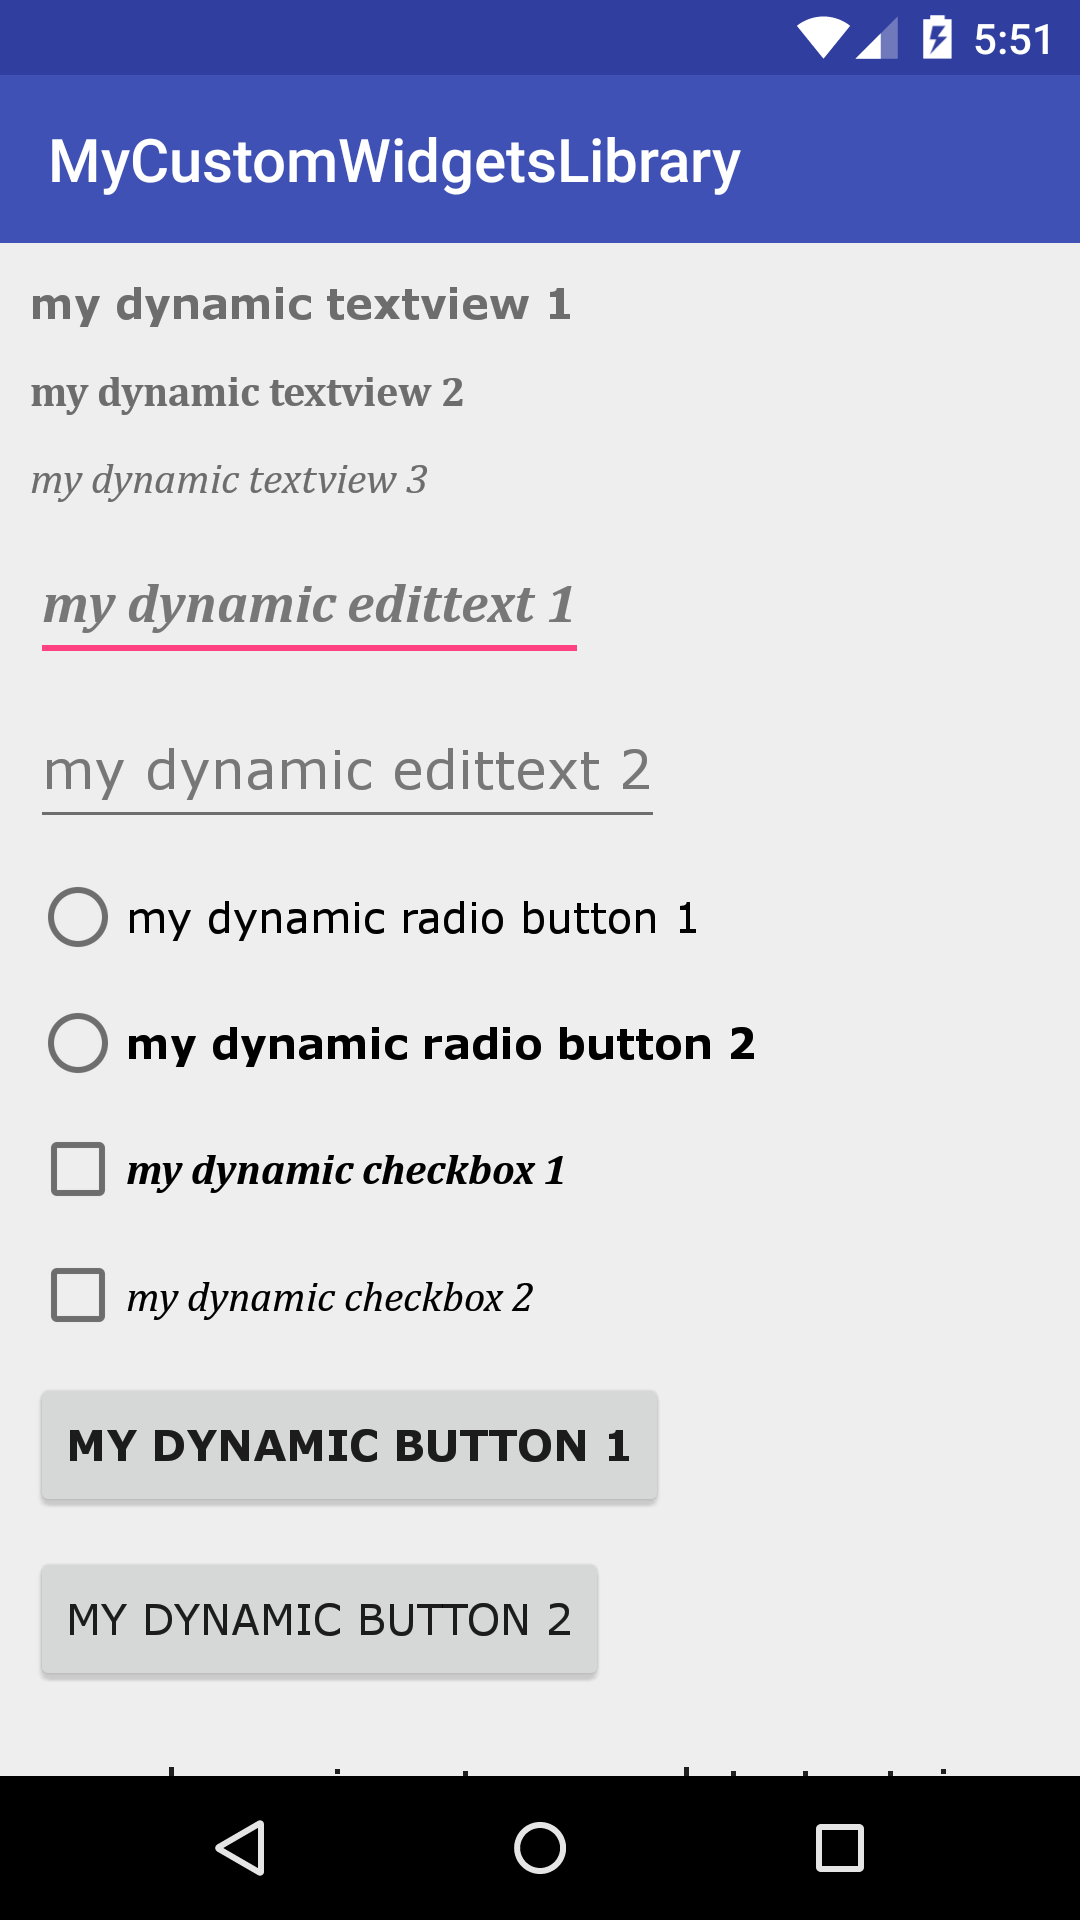 5:51
MyCustomWidgetsLibrary
my dynamic textview 1
my dynamic textview 2
my dynamic textview 3
my dynamic edittext 1
my dynamic edittext 2
my dynamic radio button 1
my dynamic radio button 2
my dynamic checkbox 1
my dynamic checkbox 2
MY DYNAMIC BUTTON 1
MY DYNAMIC BUTTON 2